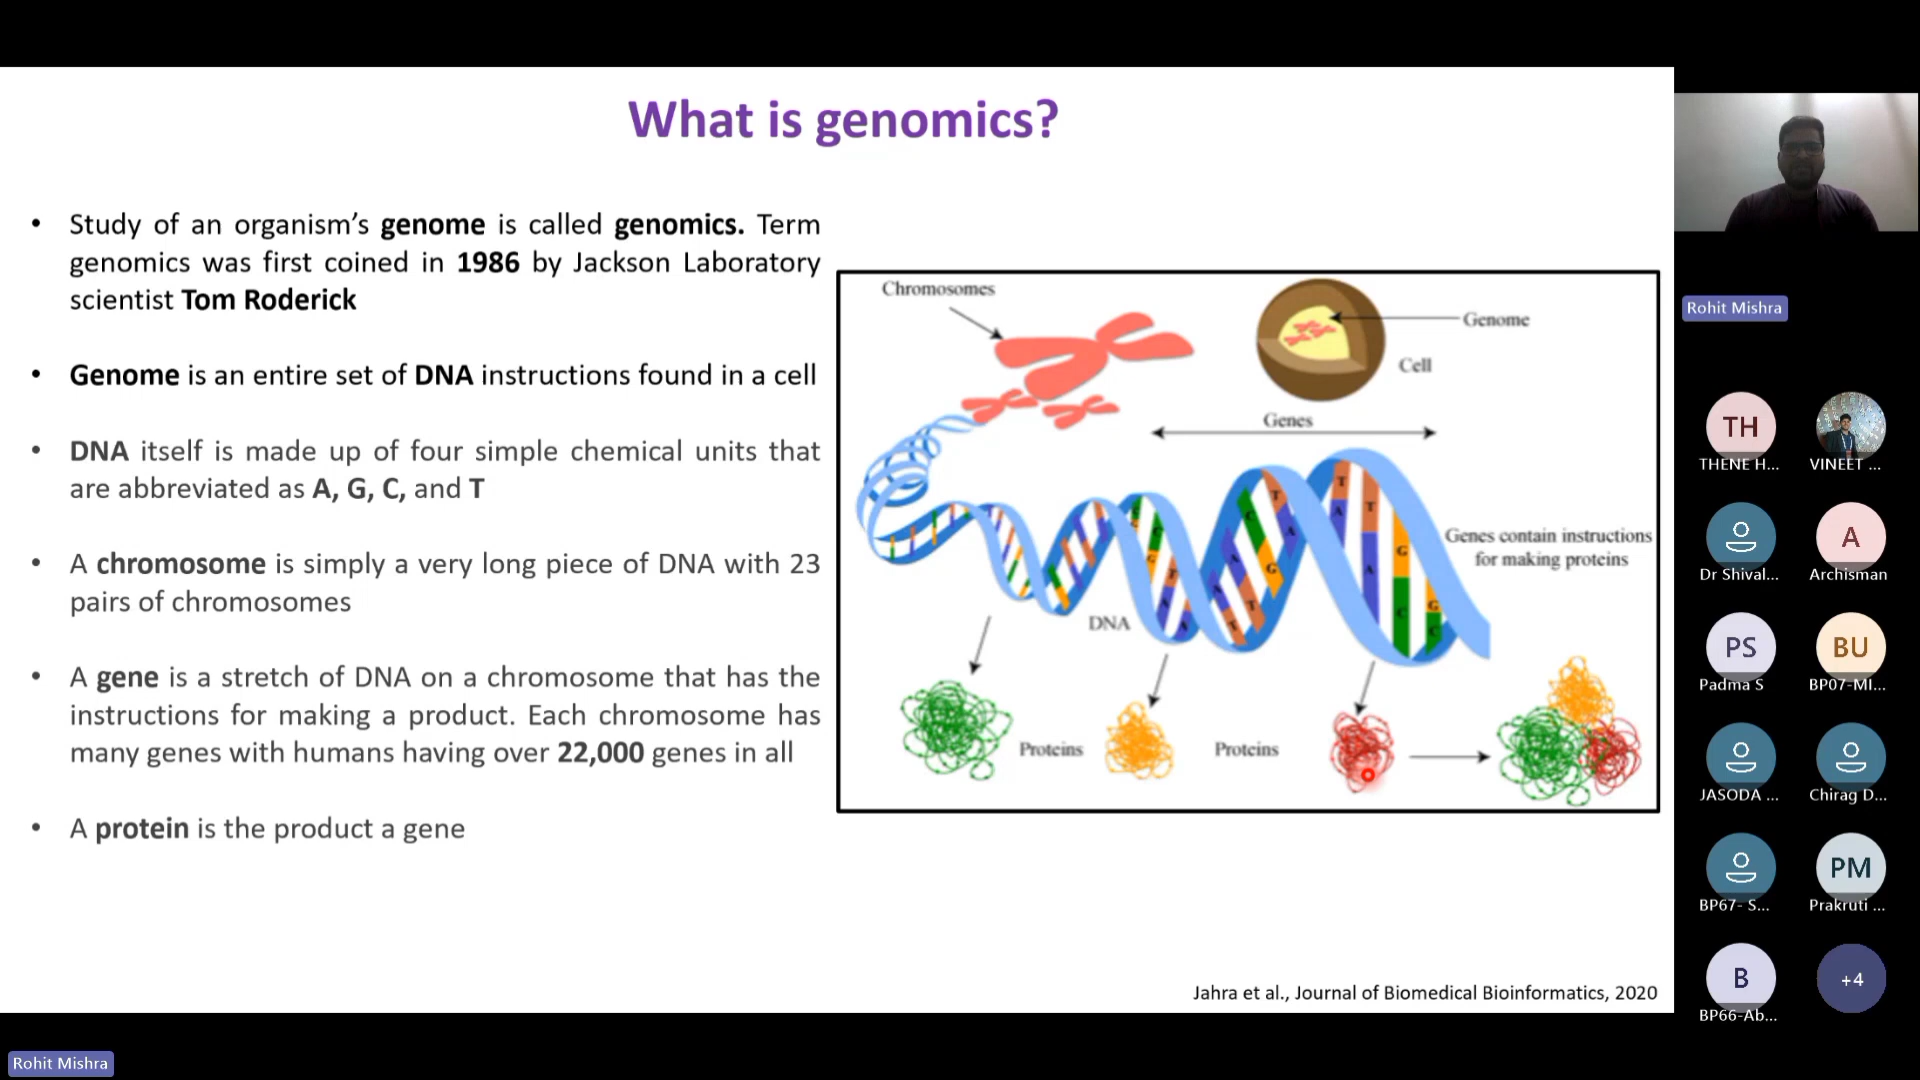 What is genomics?
• Study of an organism’s genome is called genomics. Term
genomics was first coined in 1986 by Jackson Laboratory
scientist Tom Roderick
• Genome is an entire set of DNA instructions found in a cell
• DNA itself is made up of four simple chemical units that
are abbreviated as A, G, C, and T
• A chromosome is simply a very long piece of DNA with 23
pairs of chromosomes
• A gene is a stretch of DNA on a chromosome that has the
instructions for making a product. Each chromosome has
many genes with humans having over 22,000 genes in all
• A protein is the product a gene
Chromosomes
Genome
Cell
Genes
Genes contain instructions
for making proteins
DNA
Proteins
Proteins
Jahra et al., Journal of Biomedical Bioinformatics, 2020
Rohit Mishra
TH
THENE H...
VINEET ...
Dr Shival...
A
Archisman
PS
Padma S
BU
BP07-MI...
JASODA ...
Chirag D...
BP67- S...
PM
Prakruti ...
B
BP66-Ab...
+4
Rohit Mishra